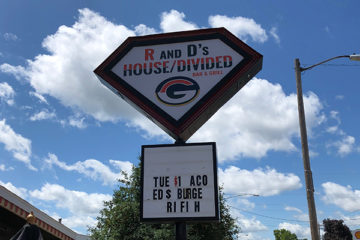 R AND D'S
HOUSE/DIVIDED
BAR & GRILL
G
TUE $1 ACO
ED $ BURGE
RI FI H